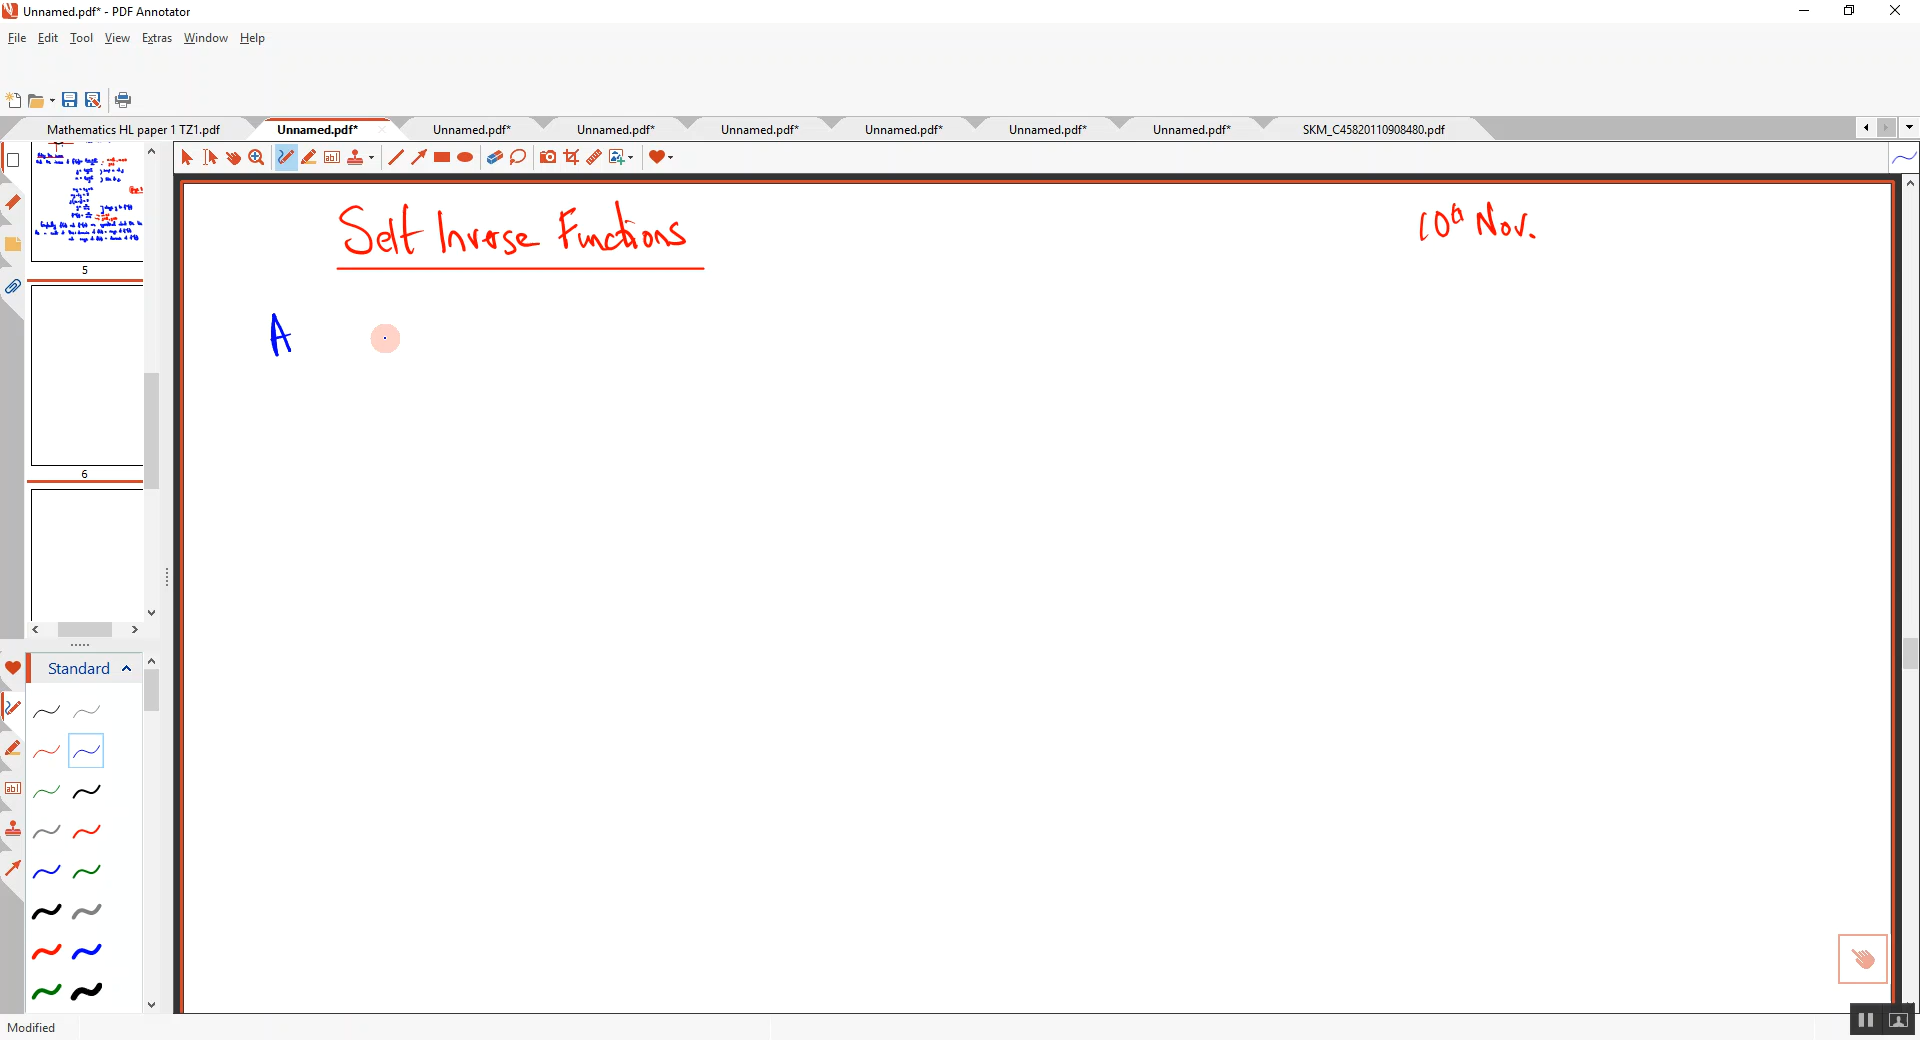 Unnamed.pdf* - PDF Annotator
File Edit Tool View Extras Window Help
Mathematics HL paper 1 TZ1.pdf Unnamed.pdf* Unnamed.pdf* Unnamed.pdf* Unnamed.pdf* Unnamed.pdf* Unnamed.pdf* Unnamed.pdf* SKM_C45820110908480.pdf
Self Inverse Functions 10th Nov.
A
5
6
Standard
Modified